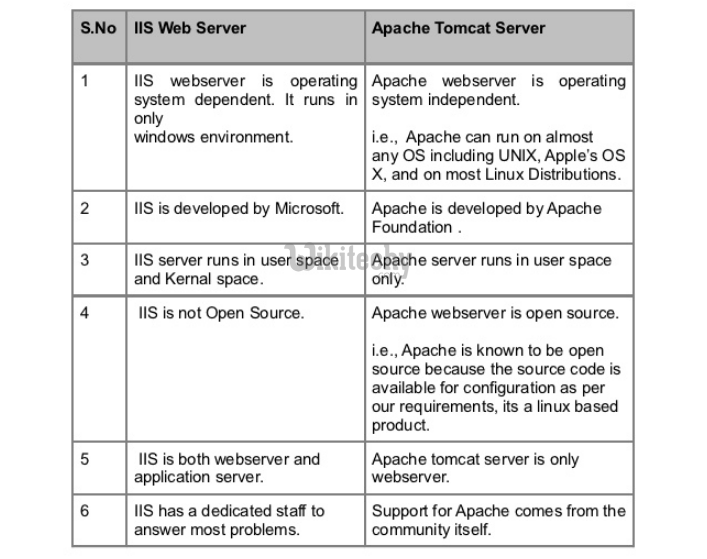 S.No IIS Web Server Apache Tomcat Server
1 IIS webserver is operating Apache webserver is operating
system dependent. It runs in system independent.
only
windows environment. i.e., Apache can run on almost
any OS including UNIX, Apple's OS
X, and on most Linux Distributions.
2 IIS is developed by Microsoft. Apache is developed by Apache
Foundation .
3 IIS server runs in user space Apache server runs in user space
and Kernal space. only.
Wikitechy
4 IIS is not Open Source. Apache webserver is open source.
i.e., Apache is known to be open
source because the source code is
available for configuration as per
our requirements, its a linux based
product.
5 IIS is both webserver and Apache tomcat server is only
application server. webserver.
6 IIS has a dedicated staff to Support for Apache comes from the
answer most problems. community itself.